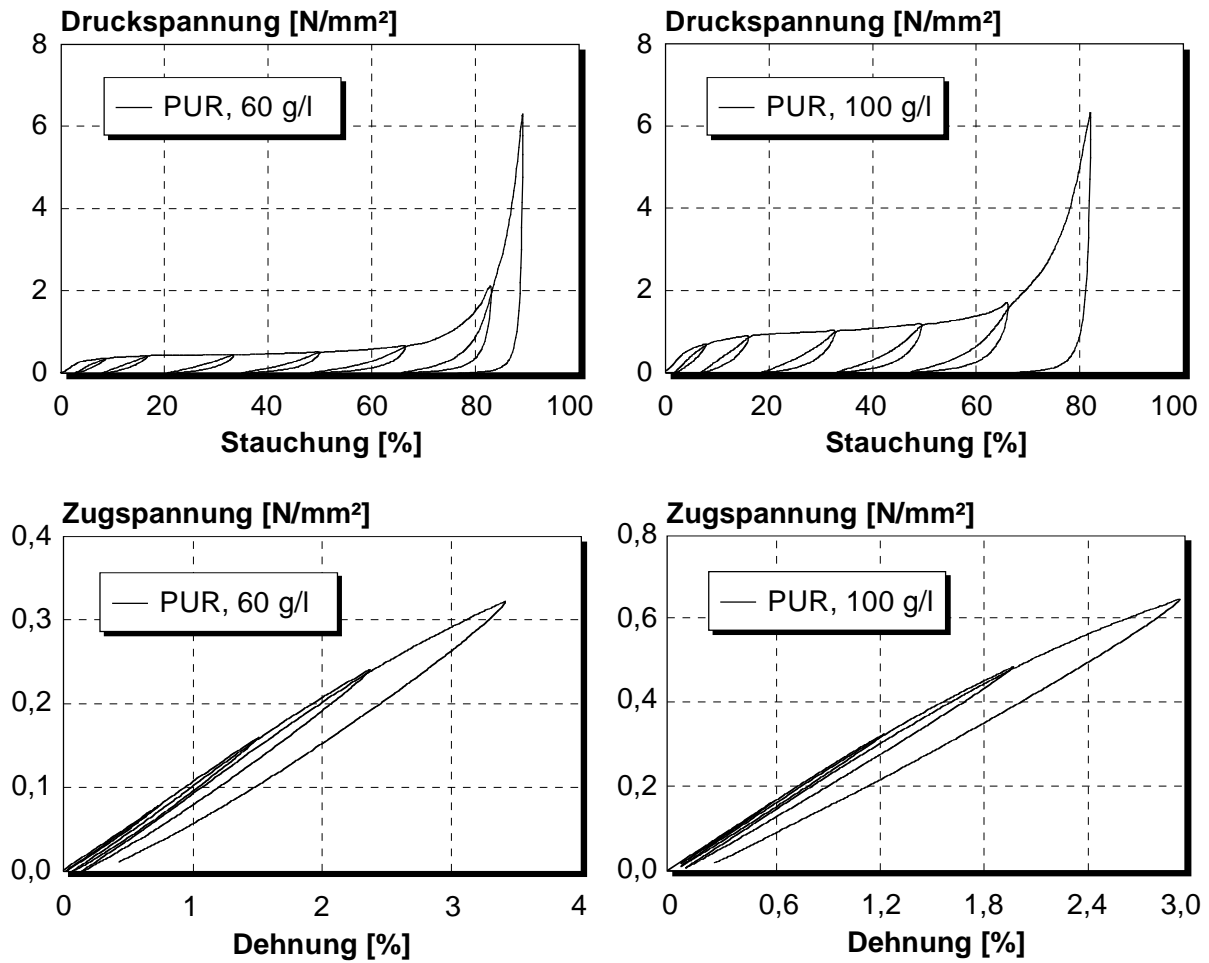 Druckspannung [N/mm²]
8
6
4
2
0
PUR, 60 g/l
0 20 40 60 80 100
Stauchung [%]
Druckspannung [N/mm²]
8
6
4
2
0
PUR, 100 g/l
0 20 40 60 80 100
Stauchung [%]
Zugspannung [N/mm²]
0,4
0,3
0,2
0,1
0,0
PUR, 60 g/l
0 1 2 3 4
Dehnung [%]
Zugspannung [N/mm²]
0,8
0,6
0,4
0,2
0,0
PUR, 100 g/l
0 0,6 1,2 1,8 2,4 3,0
Dehnung [%]